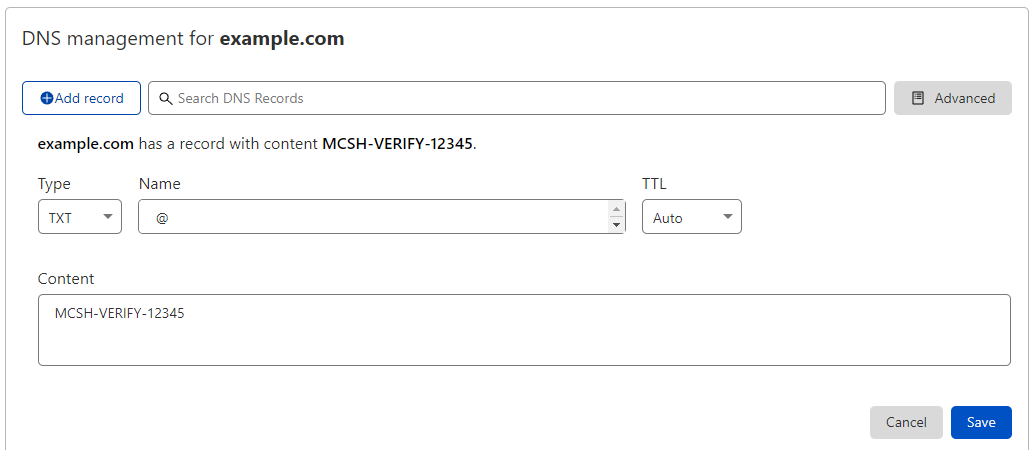 DNS management for example.com
Add record
Search DNS Records
Advanced
example.com has a record with content MCSH-VERIFY-12345.
Type Name TTL
TXT @ Auto
Content
MCSH-VERIFY-12345
Cancel Save